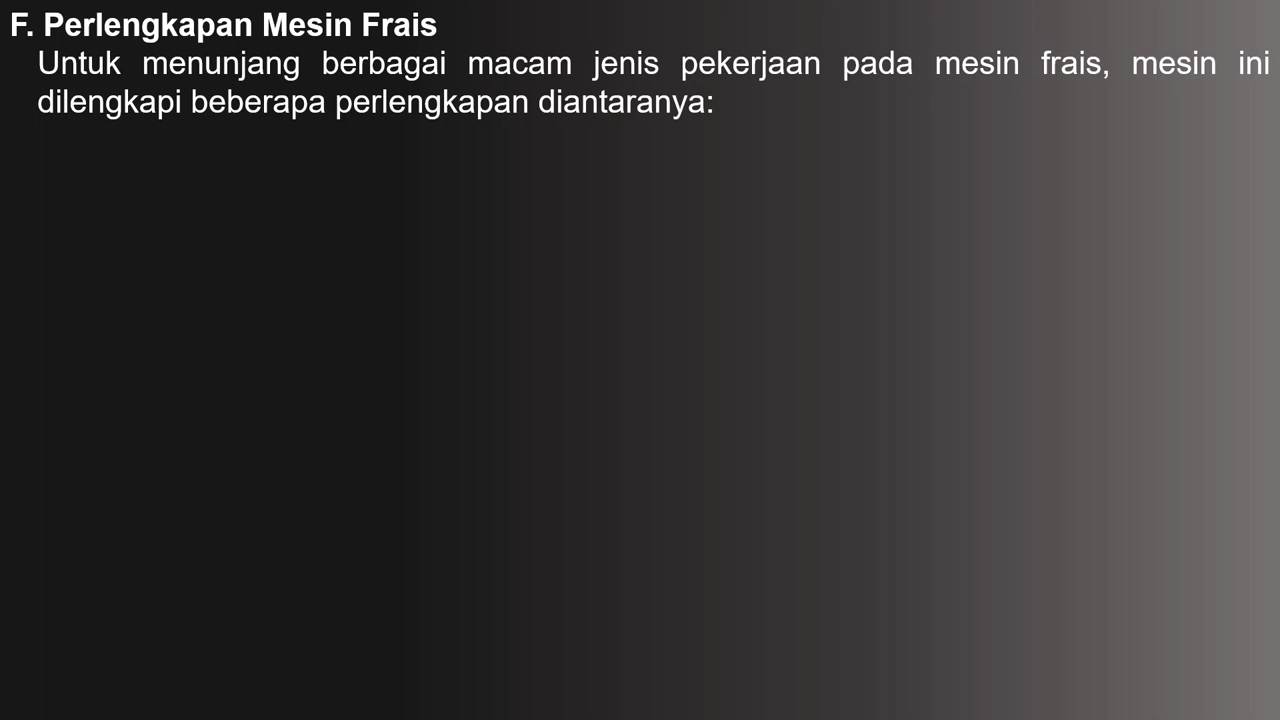 F. Perlengkapan Mesin Frais
Untuk menunjang berbagai macam jenis pekerjaan pada mesin frais, mesin ini
dilengkapi beberapa perlengkapan diantaranya: